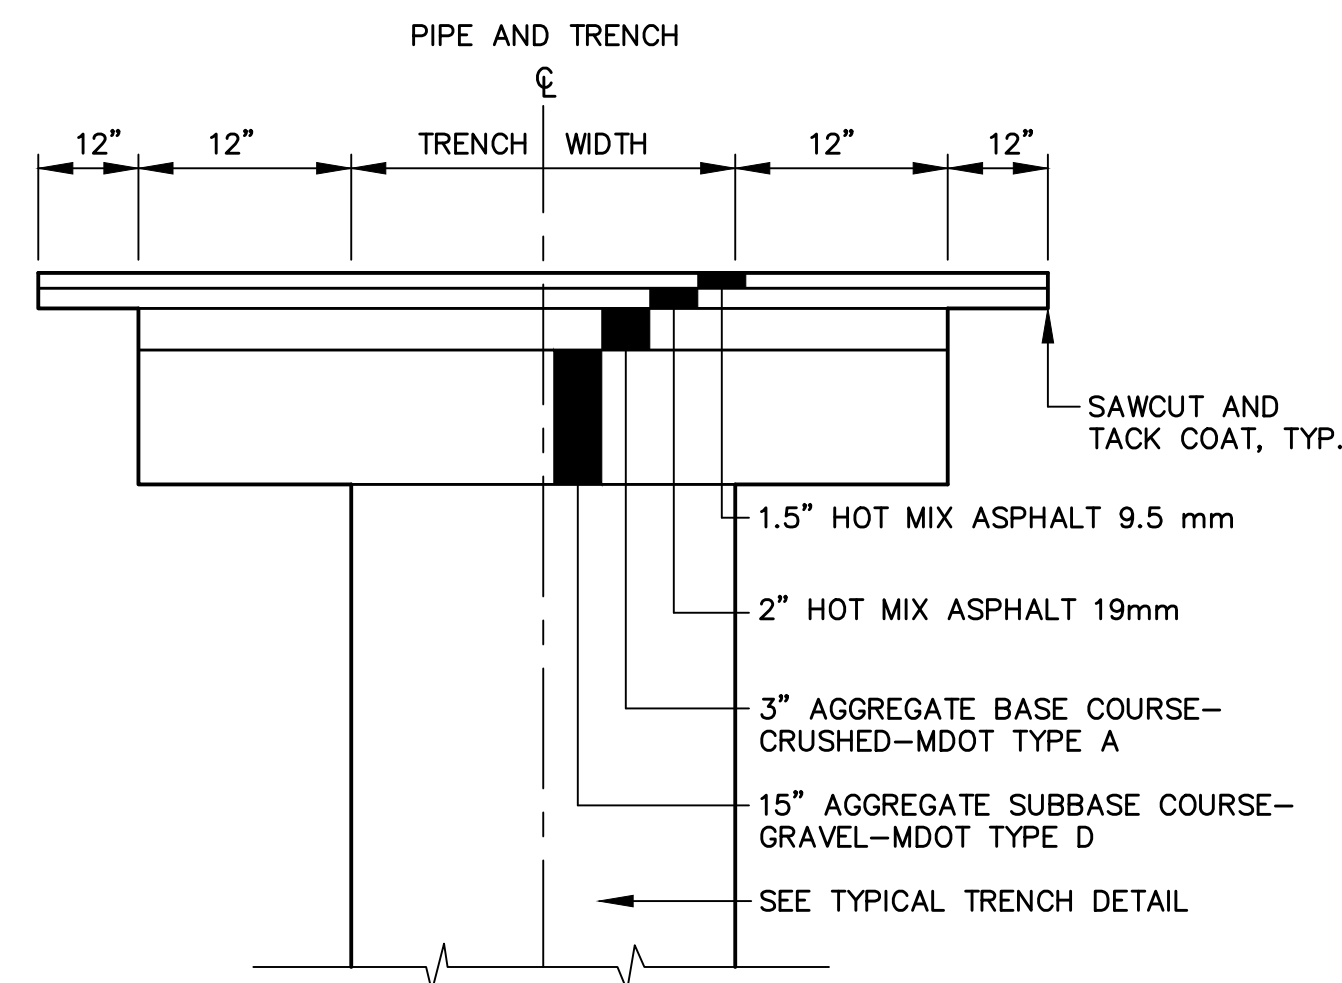 PIPE AND TRENCH
℄
12" 12" TRENCH WIDTH 12" 12"
SAWCUT AND
TACK COAT, TYP.
1.5" HOT MIX ASPHALT 9.5 mm
2" HOT MIX ASPHALT 19mm
3" AGGREGATE BASE COURSE-
CRUSHED-MDOT TYPE A
15" AGGREGATE SUBBASE COURSE-
GRAVEL-MDOT TYPE D
SEE TYPICAL TRENCH DETAIL